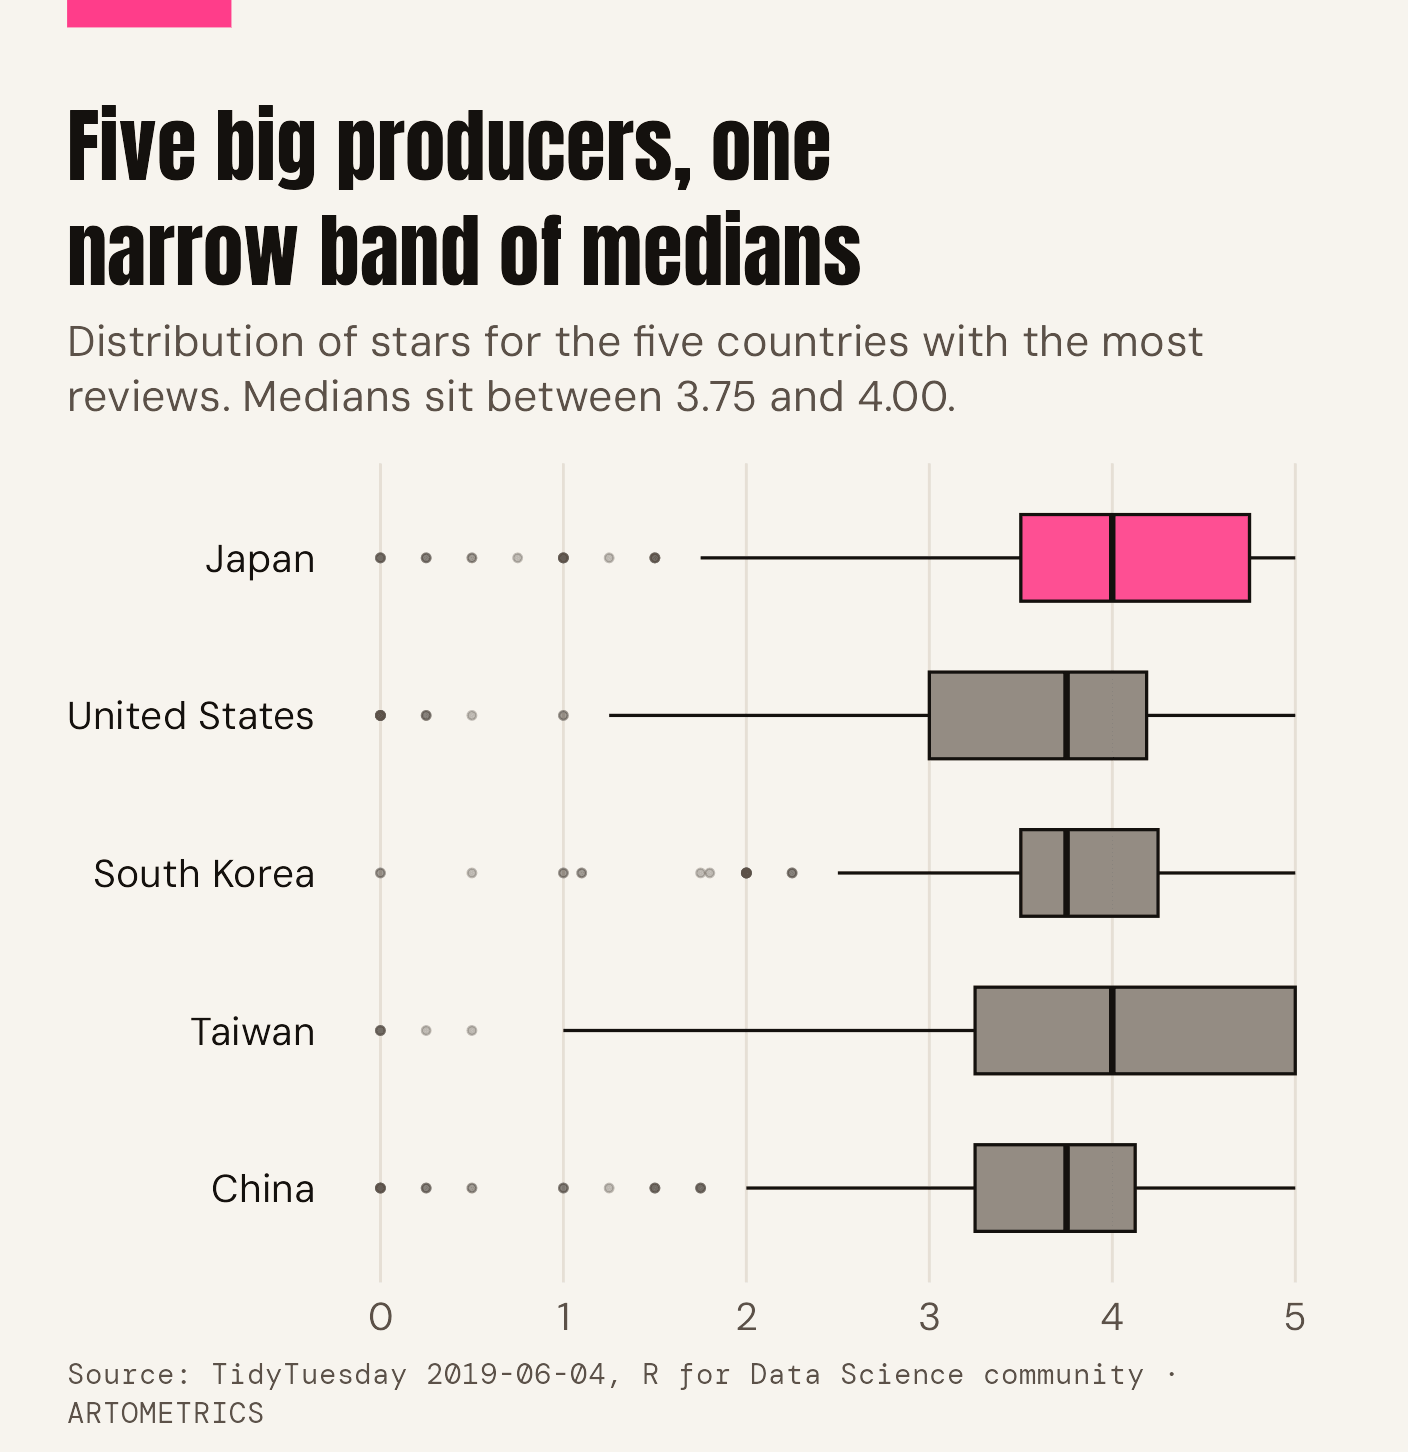 Five big producers, one
narrow band of medians
Distribution of stars for the five countries with the most
reviews. Medians sit between 3.75 and 4.00.
Japan
United States
South Korea
Taiwan
China
0 1 2 3 4 5
Source: TidyTuesday 2019-06-04, R for Data Science community ·
ARTOMETRICS